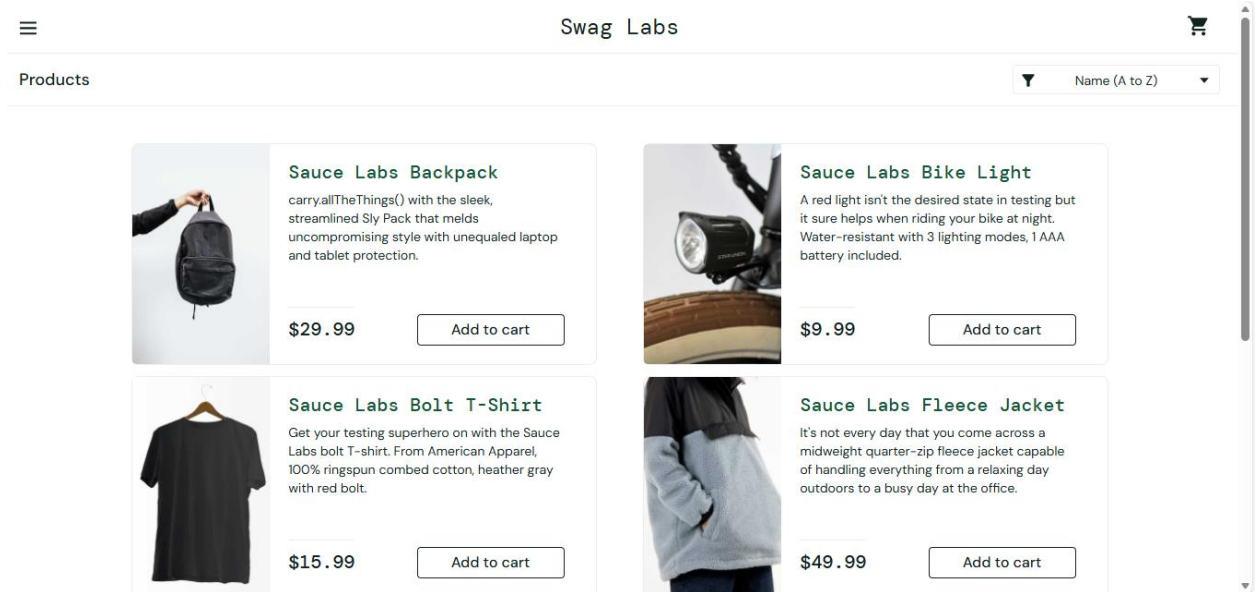 Swag Labs
Products
Name (A to Z)
Sauce Labs Backpack
carry.allTheThings() with the sleek,
streamlined Sly Pack that melds
uncompromising style with unequaled laptop
and tablet protection.
$29.99
Add to cart
Sauce Labs Bike Light
A red light isn't the desired state in testing but
it sure helps when riding your bike at night.
Water-resistant with 3 lighting modes, 1 AAA
battery included.
$9.99
Add to cart
Sauce Labs Bolt T-Shirt
Get your testing superhero on with the Sauce
Labs bolt T-shirt. From American Apparel,
100% ringspun combed cotton, heather gray
with red bolt.
$15.99
Add to cart
Sauce Labs Fleece Jacket
It's not every day that you come across a
midweight quarter-zip fleece jacket capable
of handling everything from a relaxing day
outdoors to a busy day at the office.
$49.99
Add to cart